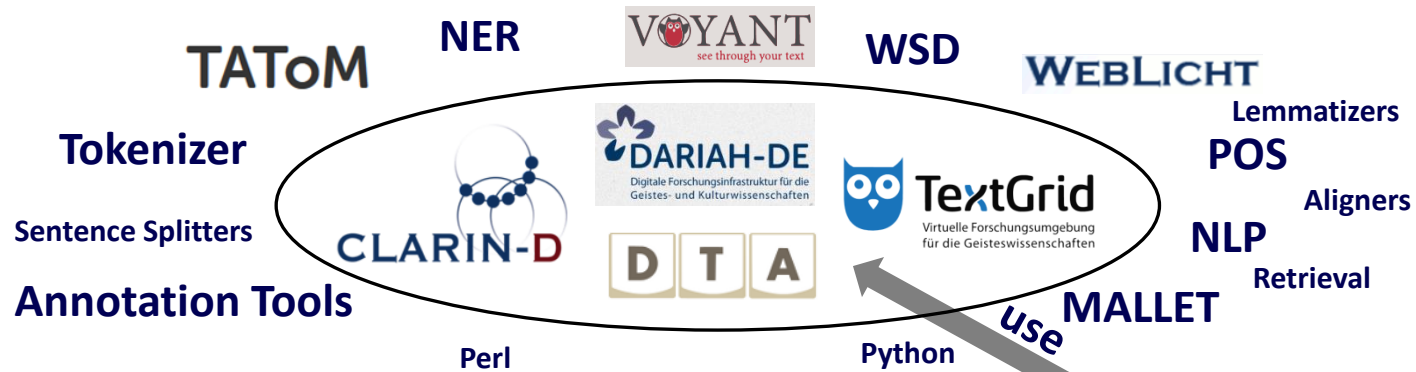 NER
VOYANT
see through your text
WSD
TAToM
WEBLICHT
Lemmatizers
Tokenizer
POS
DARIAH-DE
Digitale Forschungsinfrastruktur für die
Geistes- und Kulturwissenschaften
TextGrid
Virtuelle Forschungsumgebung
für die Geisteswissenschaften
Aligners
Sentence Splitters
CLARIN-D
NLP
DTA
Retrieval
Annotation Tools
MALLET
use
Perl
Python